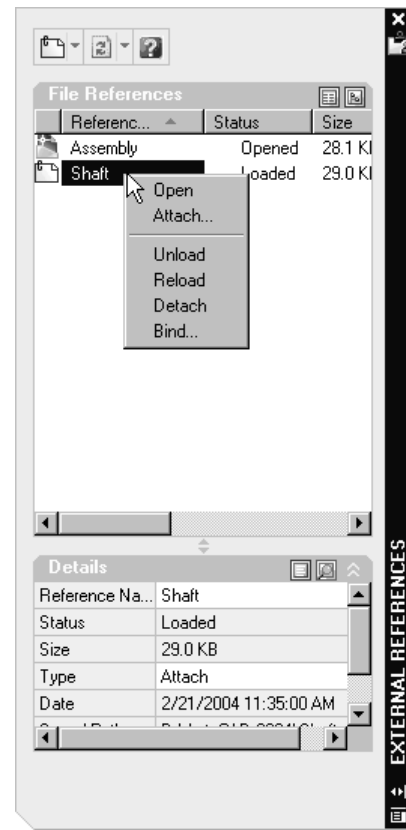 File References
Referenc... Status Size
Assembly Opened 28.1 K
Shaft Loaded 29.0 K
Open
Attach...
Unload
Reload
Detach
Bind...
Details
Reference Na... Shaft
Status Loaded
Size 29.0 KB
Type Attach
Date 2/21/2004 11:35:00 AM
EXTERNAL REFERENCES